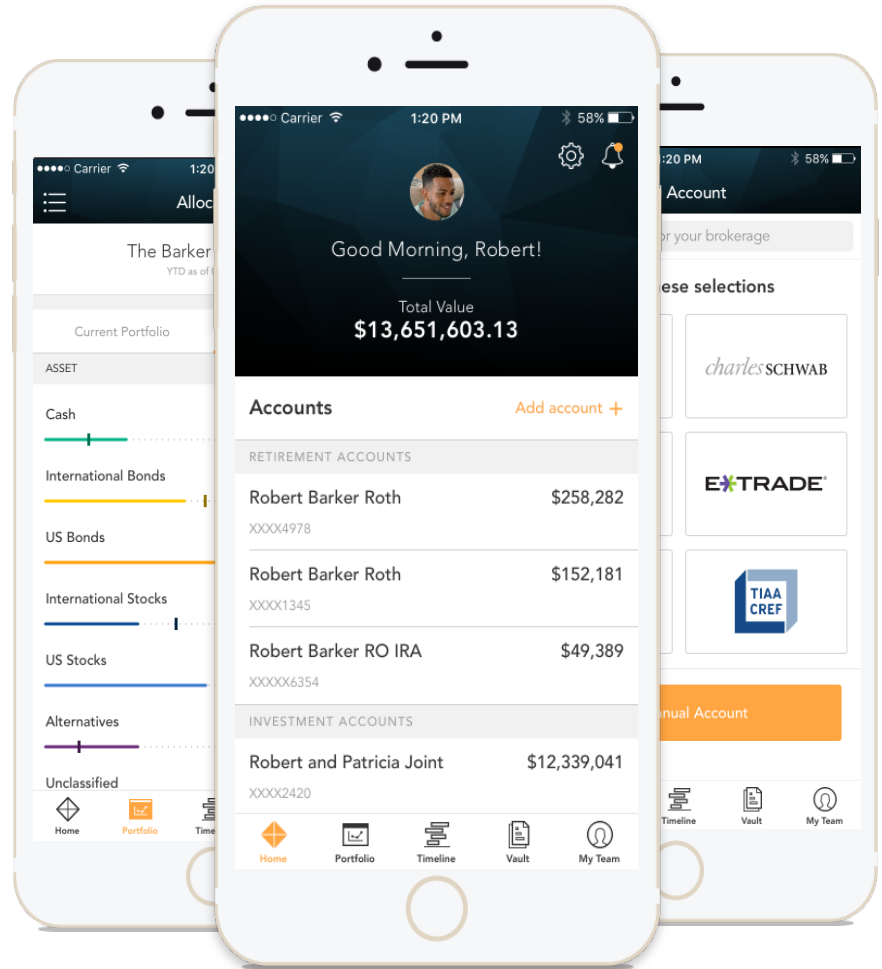 Carrier
1:20
Alloc
The Barker
YTD as of
Current Portfolio
ASSET
Cash
International Bonds
US Bonds
International Stocks
US Stocks
Alternatives
Unclassified
Home
Portfolio
Time
Carrier
1:20 PM
58%
Good Morning, Robert!
Total Value
$13,651,603.13
Accounts
Add account +
RETIREMENT ACCOUNTS
Robert Barker Roth
$258,282
XXXX4978
Robert Barker Roth
$152,181
XXXX1345
Robert Barker RO IRA
$49,389
XXXXX6354
INVESTMENT ACCOUNTS
Robert and Patricia Joint
$12,339,041
XXXX2420
Home
Portfolio
Timeline
Vault
My Team
:20 PM
58%
Account
or your brokerage
ese selections
charles SCHWAB
E*TRADE
TIAA
CREF
nual Account
Timeline
Vault
My Team